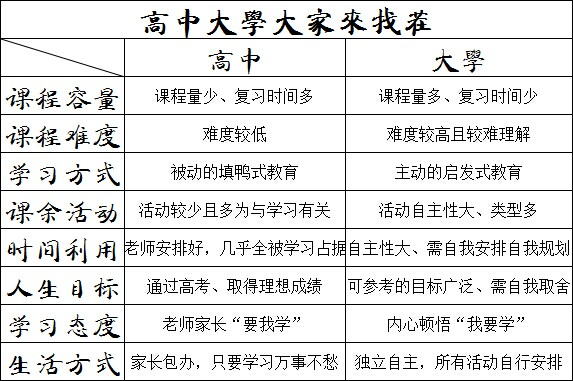 高中大學大家來找茬
高中 大學
课程容量 课程量少、复习时间多 课程量多、复习时间少
课程难度 难度较低 难度较高且较难理解
学习方式 被动的填鸭式教育 主动的启发式教育
课余活动 活动较少且多为与学习有关 活动自主性大、类型多
时间利用 老师安排好，几乎全被学习占据 自主性大、需自我安排自我规划
人生目标 通过高考、取得理想成绩 可参考的目标广泛、需自我取舍
学习态度 老师家长“要我学” 内心顿悟“我要学”
生活方式 家长包办，只要学习万事不愁 独立自主，所有活动自行安排